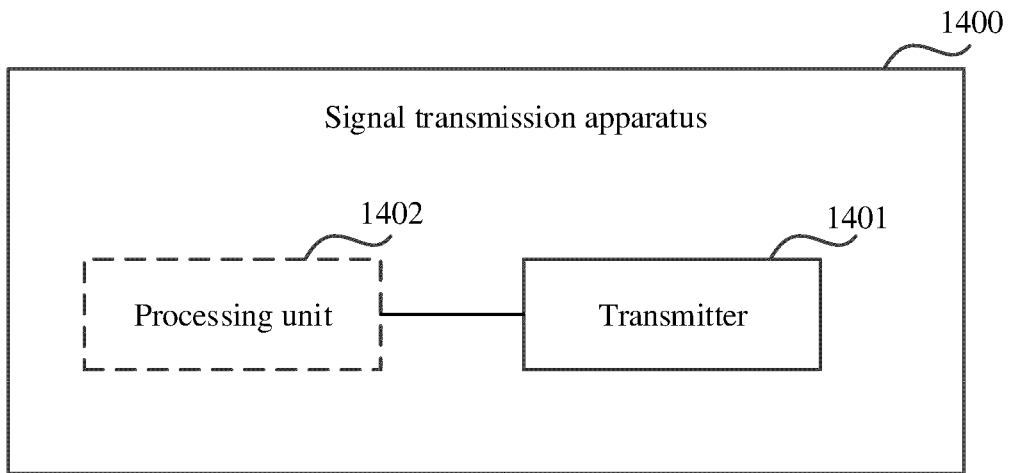 1400
Signal transmission apparatus
1402
1401
Processing unit
Transmitter